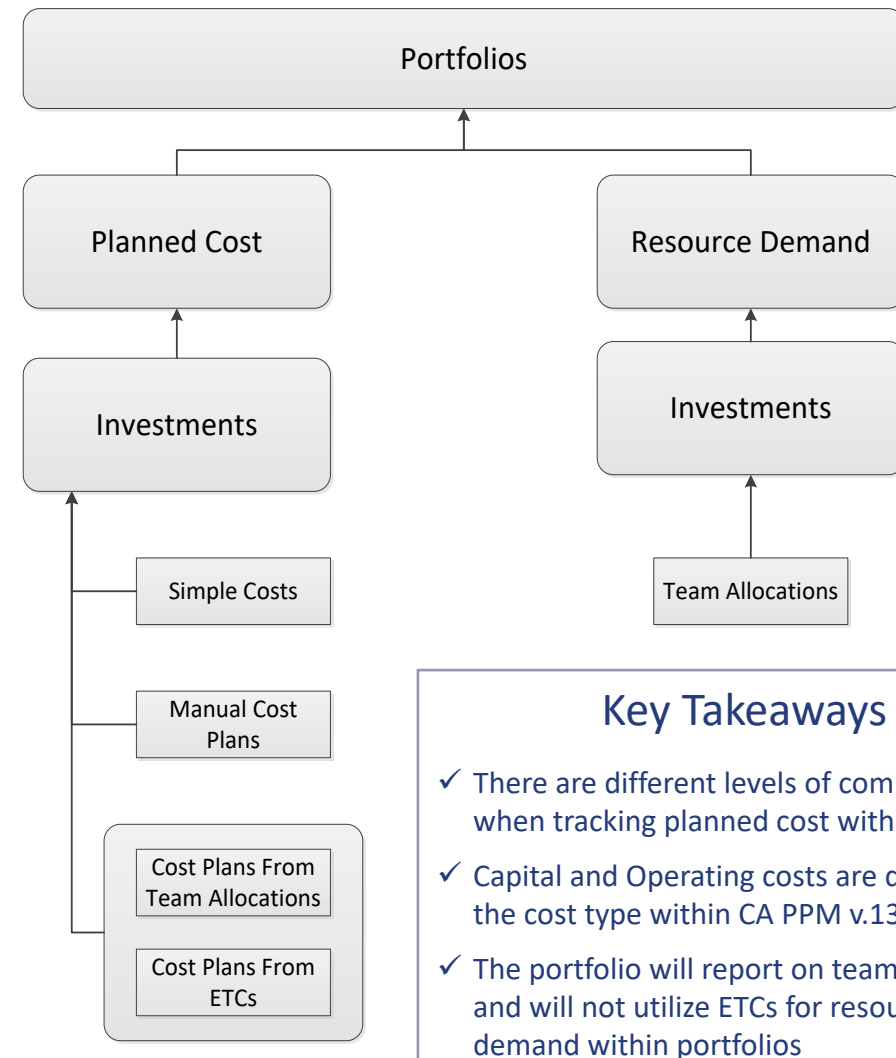 Portfolios
Planned Cost
Resource Demand
Investments
Investments
Simple Costs
Team Allocations
Manual Cost
Plans
Cost Plans From
Team Allocations
Cost Plans From
ETCs
Key Takeaways
✓ There are different levels of com
when tracking planned cost with
✓ Capital and Operating costs are
the cost type within CA PPM v.13
✓ The portfolio will report on team
and will not utilize ETCs for
demand within portfolios